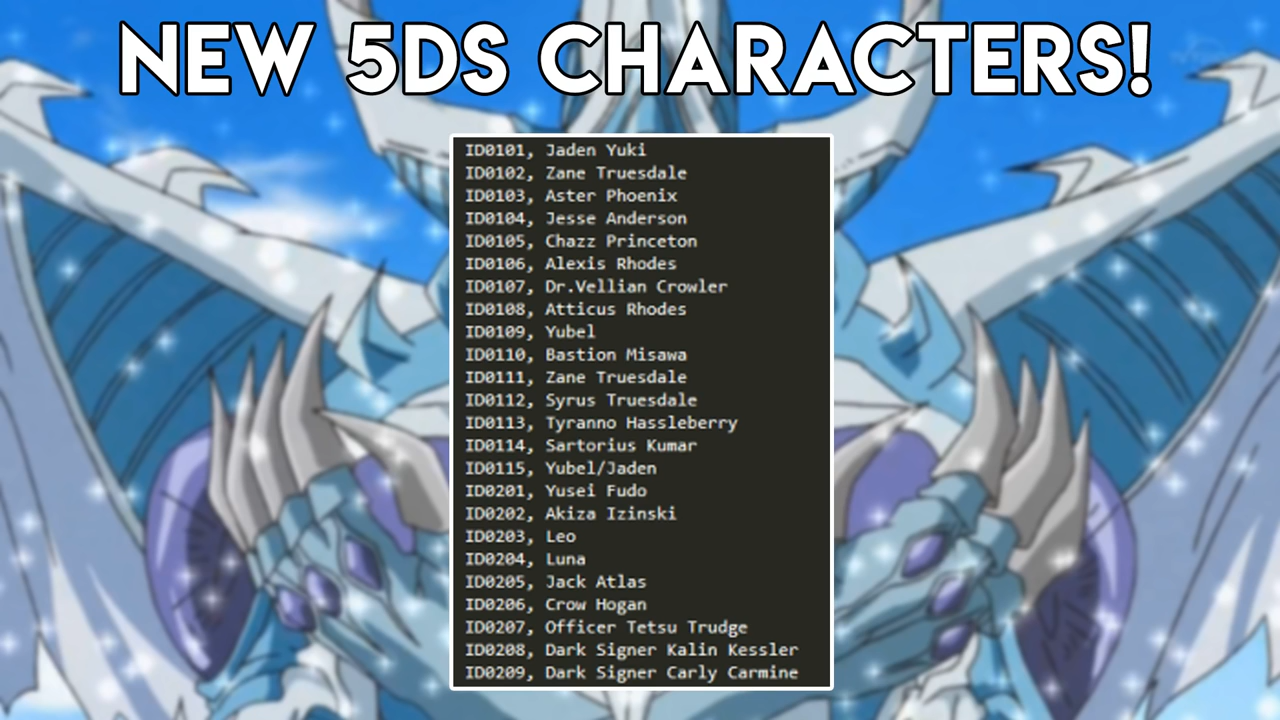 NEW 5DS CHARACTERS!
ID0101, Jaden Yuki
ID0102, Zane Truesdale
ID0103, Aster Phoenix
ID0104, Jesse Anderson
ID0105, Chazz Princeton
ID0106, Alexis Rhodes
ID0107, Dr.Vellian Crowler
ID0108, Atticus Rhodes
ID0109, Yubel
ID0110, Bastion Misawa
ID0111, Zane Truesdale
ID0112, Syrus Truesdale
ID0113, Tyranno Hassleberry
ID0114, Sartorius Kumar
ID0115, Yubel/Jaden
ID0201, Yusei Fudo
ID0202, Akiza Izinski
ID0203, Leo
ID0204, Luna
ID0205, Jack Atlas
ID0206, Crow Hogan
ID0207, Officer Tetsu Trudge
ID0208, Dark Signer Kalin Kessler
ID0209, Dark Signer Carly Carmine